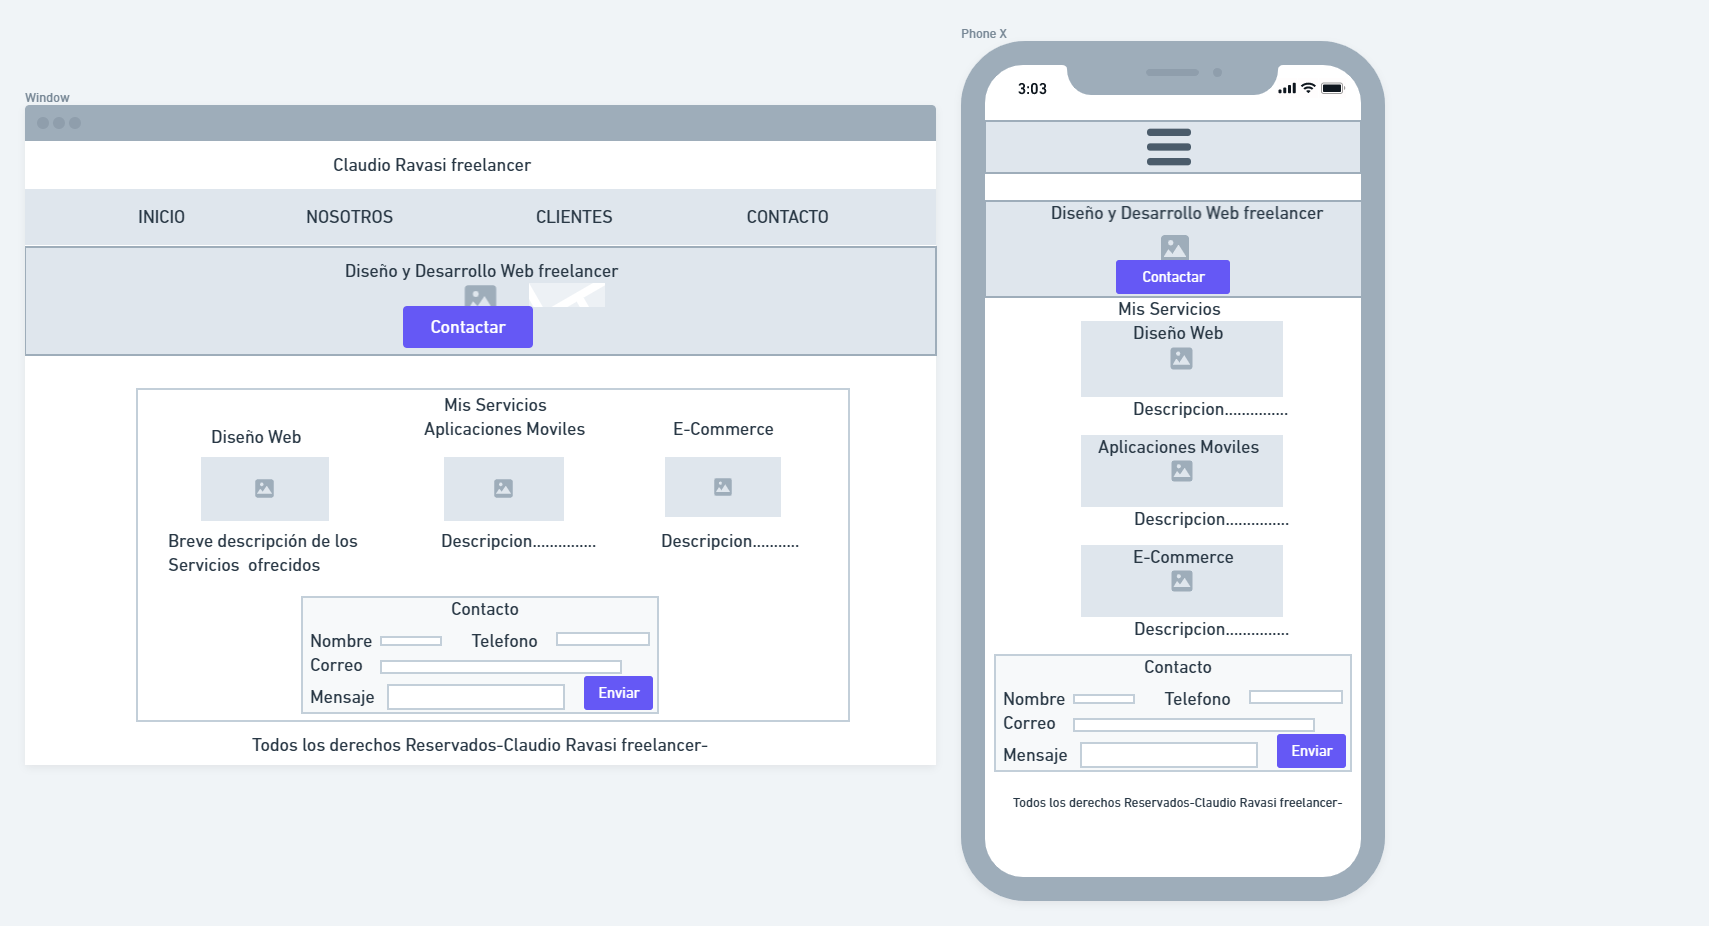 Window
Claudio Ravasi freelancer
INICIO NOSOTROS CLIENTES CONTACTO
Diseño y Desarrollo Web freelancer
Contactar
Mis Servicios
Diseño Web Aplicaciones Moviles E-Commerce
Breve descripción de los Descripcion............... Descripcion...........
Servicios ofrecidos
Contacto
Nombre Telefono
Correo
Mensaje Enviar
Todos los derechos Reservados-Claudio Ravasi freelancer-
Phone X
3:03
Diseño y Desarrollo Web freelancer
Contactar
Mis Servicios
Diseño Web
Descripcion...............
Aplicaciones Moviles
Descripcion...............
E-Commerce
Descripcion...............
Contacto
Nombre Telefono
Correo
Mensaje Enviar
Todos los derechos Reservados-Claudio Ravasi freelancer-